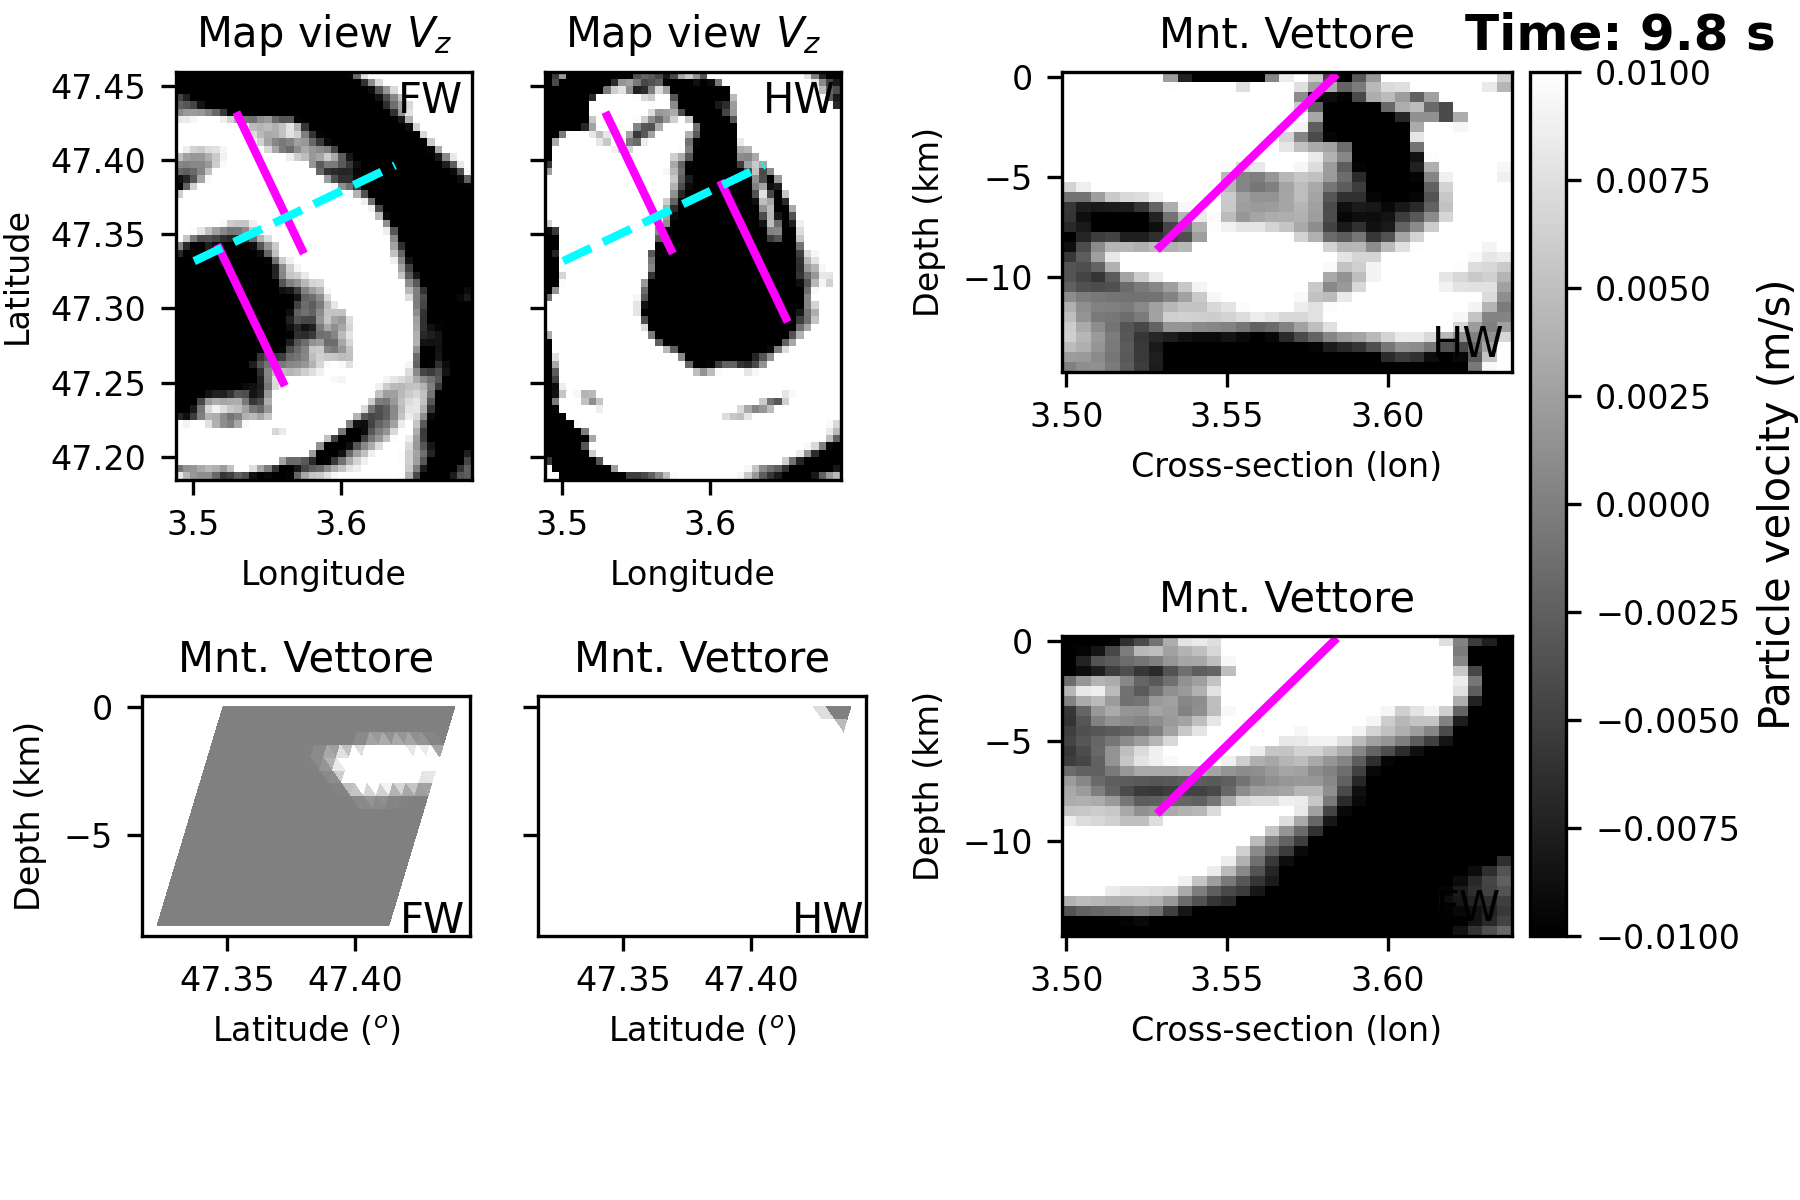 Map view Vz
Map view Vz
Mnt. Vettore
Time: 9.8 s
FW
HW
47.45
47.40
47.35
47.30
47.25
47.20
Latitude
3.5
3.6
Longitude
3.5
3.6
Longitude
0
−5
−10
Depth (km)
HW
3.50
3.55
3.60
Cross-section (lon)
0.0100
0.0075
0.0050
0.0025
0.0000
−0.0025
−0.0050
−0.0075
−0.0100
Particle velocity (m/s)
Mnt. Vettore
0
−5
Depth (km)
FW
47.35
47.40
Latitude (o)
Mnt. Vettore
HW
47.35
47.40
Latitude (o)
Mnt. Vettore
0
−5
−10
Depth (km)
FW
3.50
3.55
3.60
Cross-section (lon)